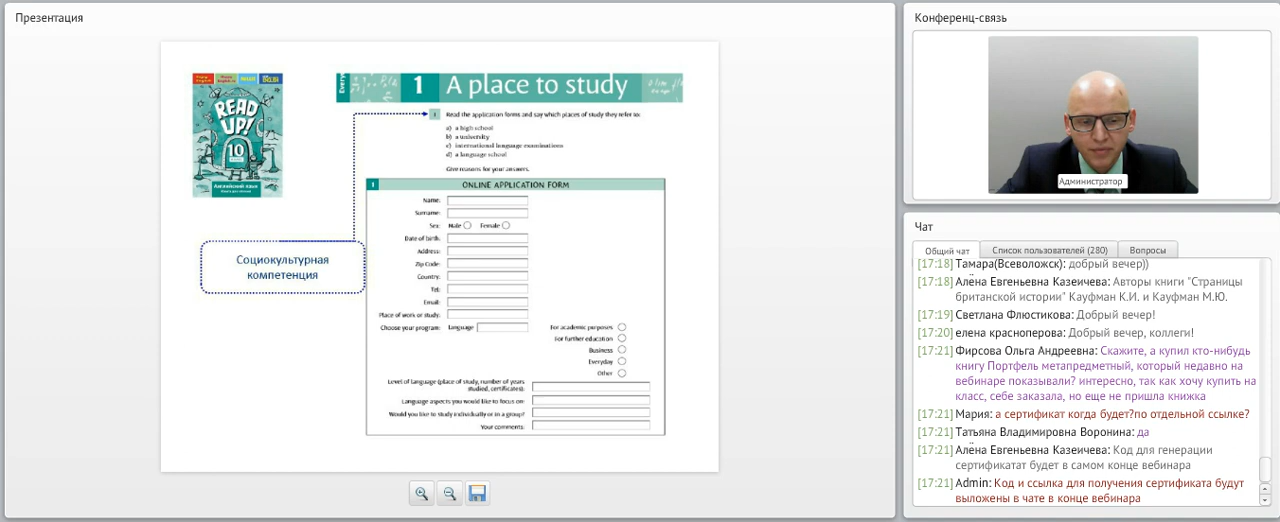 Презентация
READ UP!
10
Английский язык
1 A place to study
1 Read the application forms and say which places of study they refer to:
a) a high school
b) a university
c) international language examinations
d) a language school
Give reasons for your answers.
Социокультурная
компетенция
1 ONLINE APPLICATION FORM
Name:
Surname:
Sex: Male Female
Date of birth:
Address:
Zip Code:
Country:
Tel:
Email:
Place of work or study:
Choose your program: Language For academic purposes
For further education
Business
Everyday
Other
Level of language (place of study, number of years
studied, certificates):
Language aspects you would like to focus on:
Would you like to study individually or in a group?
Your comments:
Конференц-связь
Администратор
Чат
Общий чат Список пользователей (280) Вопросы
[17:18] Тамара(Всеволожск): добрый вечер))
[17:18] Алёна Евгеньевна Казеичева: Авторы книги "Страницы
британской истории" Кауфман К.И. и Кауфман М.Ю.
[17:19] Светлана Флюстикова: Добрый вечер!
[17:20] елена красноперова: Добрый вечер, коллеги!
[17:21] Фирсова Ольга Андреевна: Скажите, а купил кто-нибудь
книгу Портфель метапредметный, который недавно на
вебинаре показывали? интересно, так как хочу купить на
класс, себе заказала, но еще не пришла книжка
[17:21] Мария: а сертификат когда будет?по отдельной ссылке?
[17:21] Татьяна Владимировна Воронина: да
[17:21] Алёна Евгеньевна Казеичева: Код для генерации
сертификатат будет в самом конце вебинара
[17:21] Admin: Код и ссылка для получения сертификата будут
выложены в чате в конце вебинара